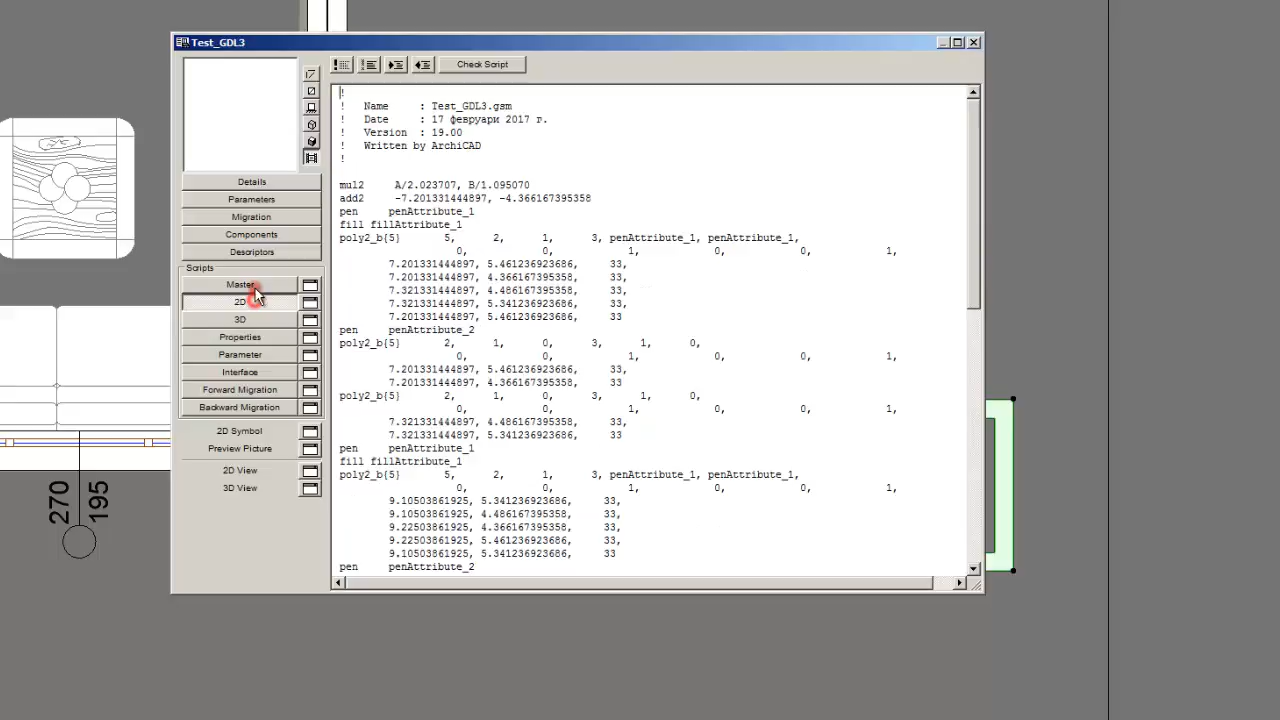 Test_GDL3
Check Script
!
!   Name     : Test_GDL3.gsm
!   Date     : 17 февруари 2017 г.
!   Version  : 19.00
!   Written by ArchiCAD
!
Details
Parameters
Migration
Components
Descriptors
Scripts
Master
2D
3D
Properties
Parameter
Interface
Forward Migration
Backward Migration
2D Symbol
Preview Picture
2D View
3D View
mul2    A/2.023707, B/1.095070
add2    -7.201331444897, -4.366167395358
pen     penAttribute_1
fill fillAttribute_1
poly2_b{5}    5,    2,    1,    3, penAttribute_1, penAttribute_1,
0,    0,    1,    0,    0,    1,
7.201331444897, 5.461236923686,    33,
7.201331444897, 4.366167395358,    33,
7.321331444897, 4.486167395358,    33,
7.321331444897, 5.341236923686,    33,
7.201331444897, 5.461236923686,    33
pen     penAttribute_2
poly2_b{5}    2,    1,    0,    3,    1,    0,
0,    0,    1,    0,    0,    1,
7.201331444897, 5.461236923686,    33,
7.201331444897, 4.366167395358,    33
poly2_b{5}    2,    1,    0,    3,    1,    0,
0,    0,    1,    0,    0,    1,
7.321331444897, 4.486167395358,    33,
7.321331444897, 5.341236923686,    33
pen     penAttribute_1
fill fillAttribute_1
poly2_b{5}    5,    2,    1,    3, penAttribute_1, penAttribute_1,
0,    0,    1,    0,    0,    1,
9.10503861925, 5.341236923686,    33,
9.10503861925, 4.486167395358,    33,
9.22503861925, 4.366167395358,    33,
9.22503861925, 5.461236923686,    33,
9.10503861925, 5.341236923686,    33
pen     penAttribute_2
270
195